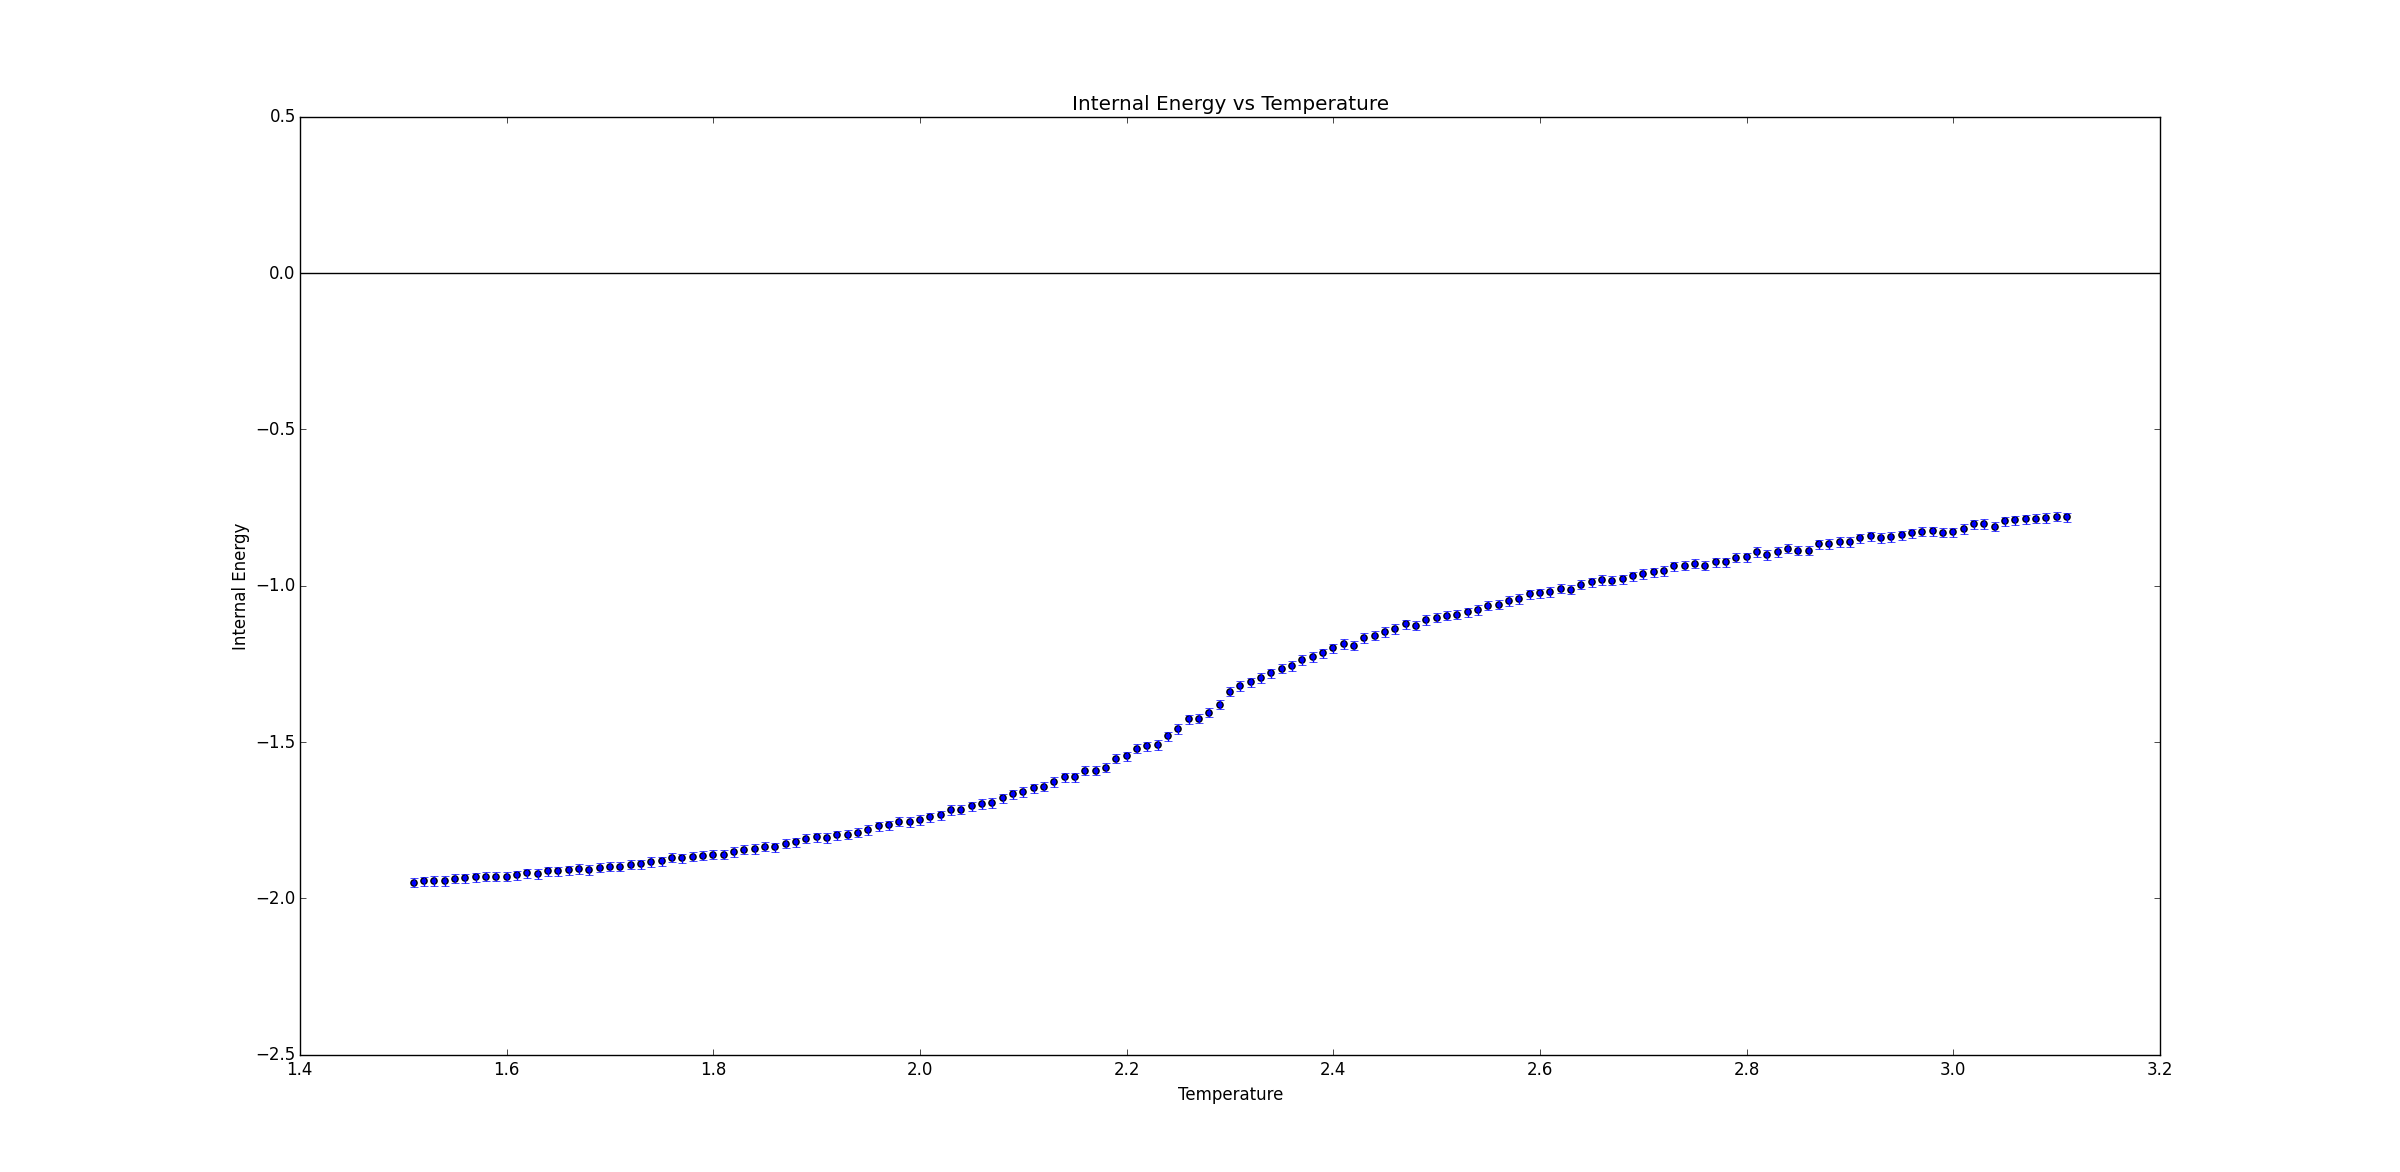 Internal Energy vs Temperature
0.5
0.0
−0.5
−1.0
−1.5
−2.0
−2.5
Internal Energy
1.4 1.6 1.8 2.0 2.2 2.4 2.6 2.8 3.0 3.2
Temperature